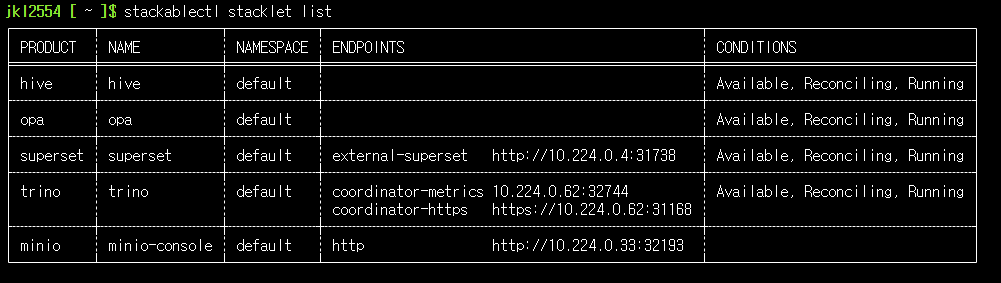 jkl2554 [ ~ ]$ stackablectl stacklet list
PRODUCT NAME NAMESPACE ENDPOINTS CONDITIONS
hive hive default Available, Reconciling, Running
opa opa default Available, Reconciling, Running
superset superset default external-superset http://10.224.0.4:31738 Available, Reconciling, Running
trino trino default coordinator-metrics 10.224.0.62:32744 Available, Reconciling, Running
coordinator-https https://10.224.0.62:31168
minio minio-console default http http://10.224.0.33:32193